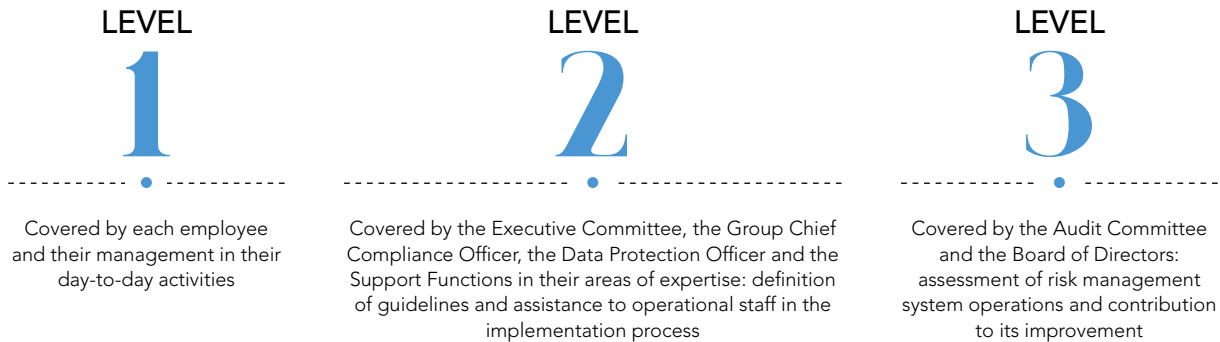 LEVEL
1
Covered by each employee
and their management in their
day-to-day activities
LEVEL
2
Covered by the Executive Committee, the Group Chief
Compliance Officer, the Data Protection Officer and the
Support Functions in their areas of expertise: definition
of guidelines and assistance to operational staff in the
implementation process
LEVEL
3
Covered by the Audit Committee
and the Board of Directors:
assessment of risk management
system operations and contribution
to its improvement